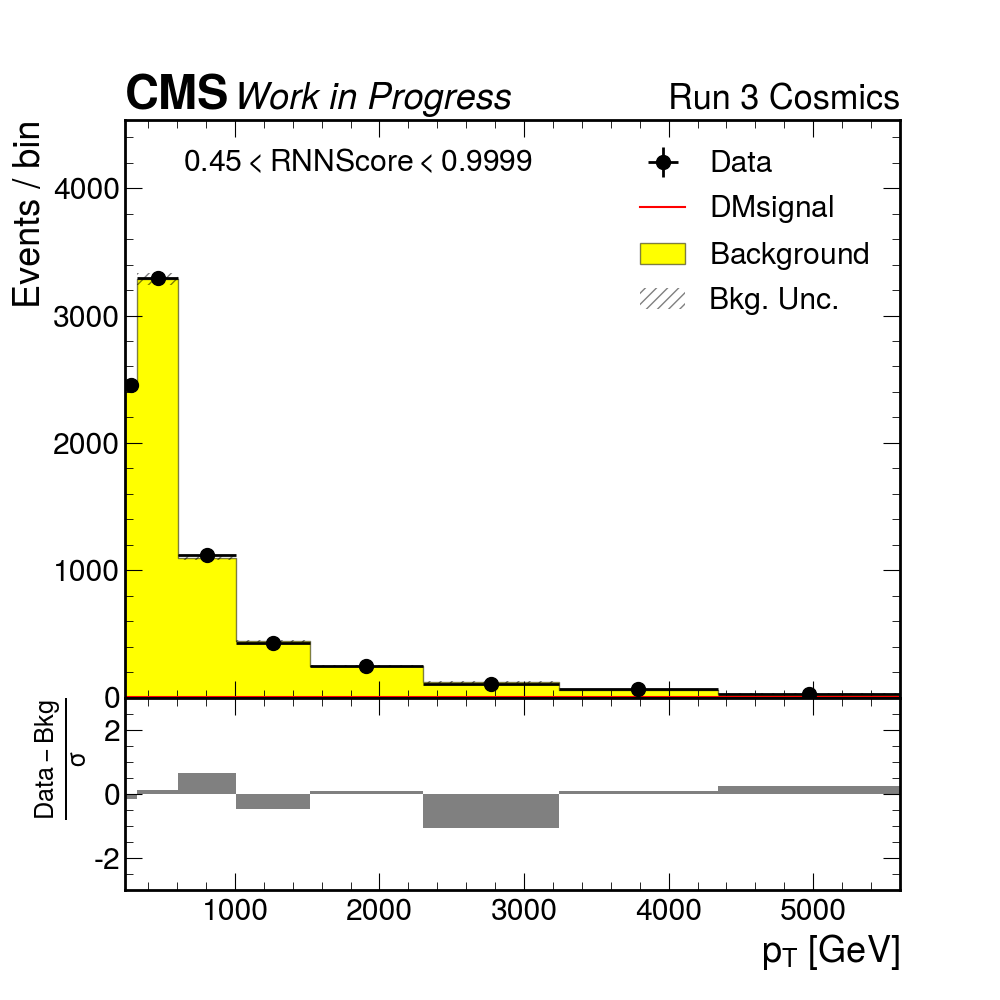 CMS Work in Progress
Run 3 Cosmics
Events / bin
0.45 < RNNScore < 0.9999
Data
DMsignal
Background
Bkg. Unc.
4000
3000
2000
1000
0
Data – Bkg
σ
2
0
-2
1000 2000 3000 4000 5000
pT [GeV]